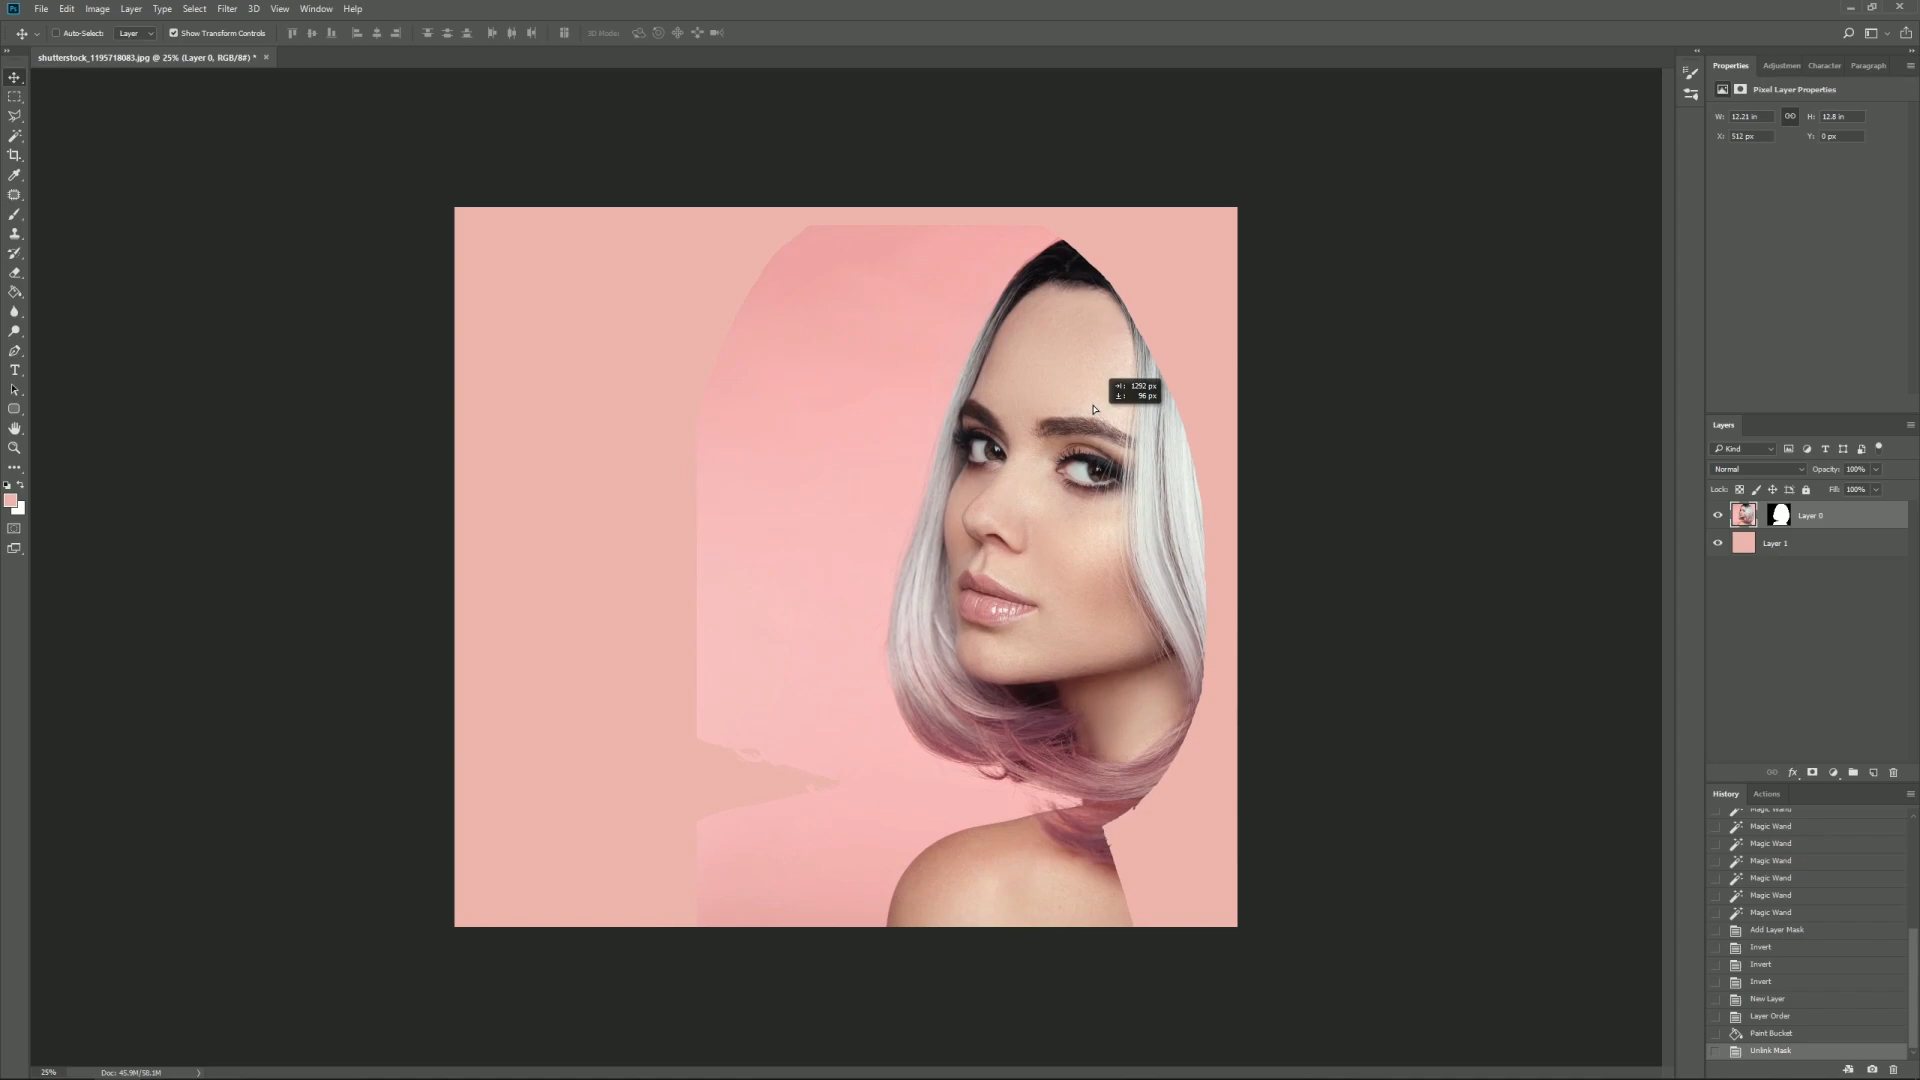 Ps File Edit Image Layer Type Select Filter 3D View Window Help
Auto-Select: Layer Show Transform Controls 3D Mode:
shutterstock_1195718083.jpg @ 25% (Layer 0, RGB/8#) * ×
Properties Adjustmen Character Paragraph
Pixel Layer Properties
W: 12.21 in H: 12.8 in
X: 512 px Y: 0 px
1292 px
96 px
T
Layers
Kind T
Normal Opacity: 100%
Lock: Fill: 100%
Layer 0
Layer 1
fx
History Actions
Magic Wand
Magic Wand
Magic Wand
Magic Wand
Magic Wand
Magic Wand
Magic Wand
Add Layer Mask
Invert
Invert
Invert
New Layer
Layer Order
Paint Bucket
Unlink Mask
25% Doc: 45.9M/58.1M